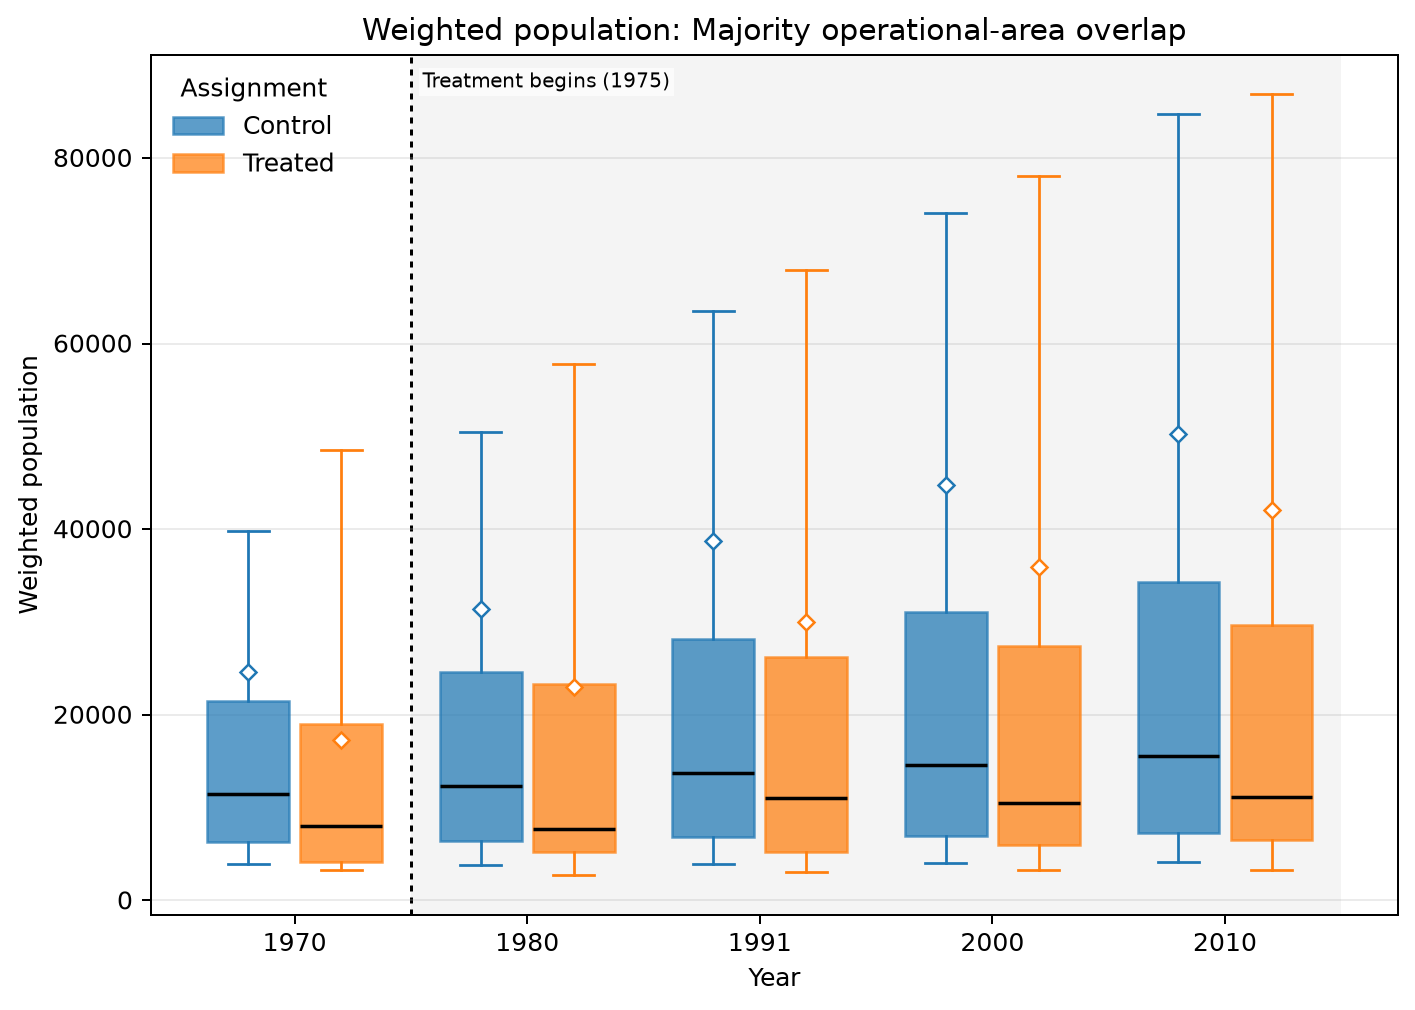 Weighted population: Majority operational-area overlap
Treatment begins (1975)
Assignment
Control
Treated
80000
60000
40000
20000
0
Weighted population
1970
1980
1991
2000
2010
Year